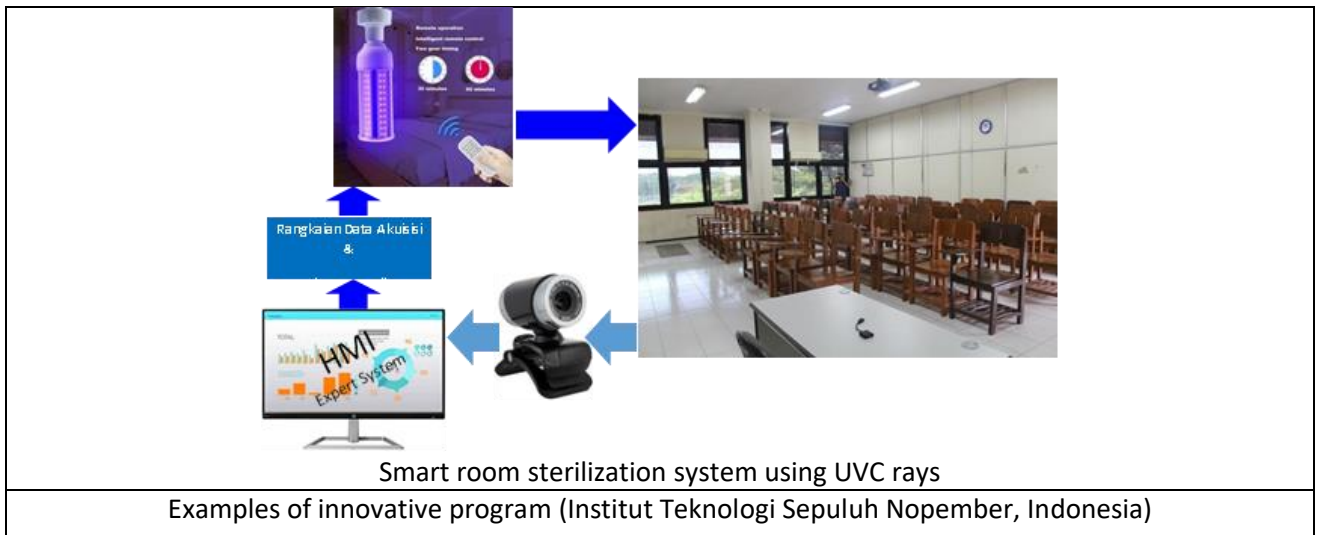 Remote operation
Intelligent remote control
Four gear timing
30 minutes 60 minutes
Rangkaian Data Akuisisi
&
TOTAL
HMI
Expert System
Smart room sterilization system using UVC rays
Examples of innovative program (Institut Teknologi Sepuluh Nopember, Indonesia)